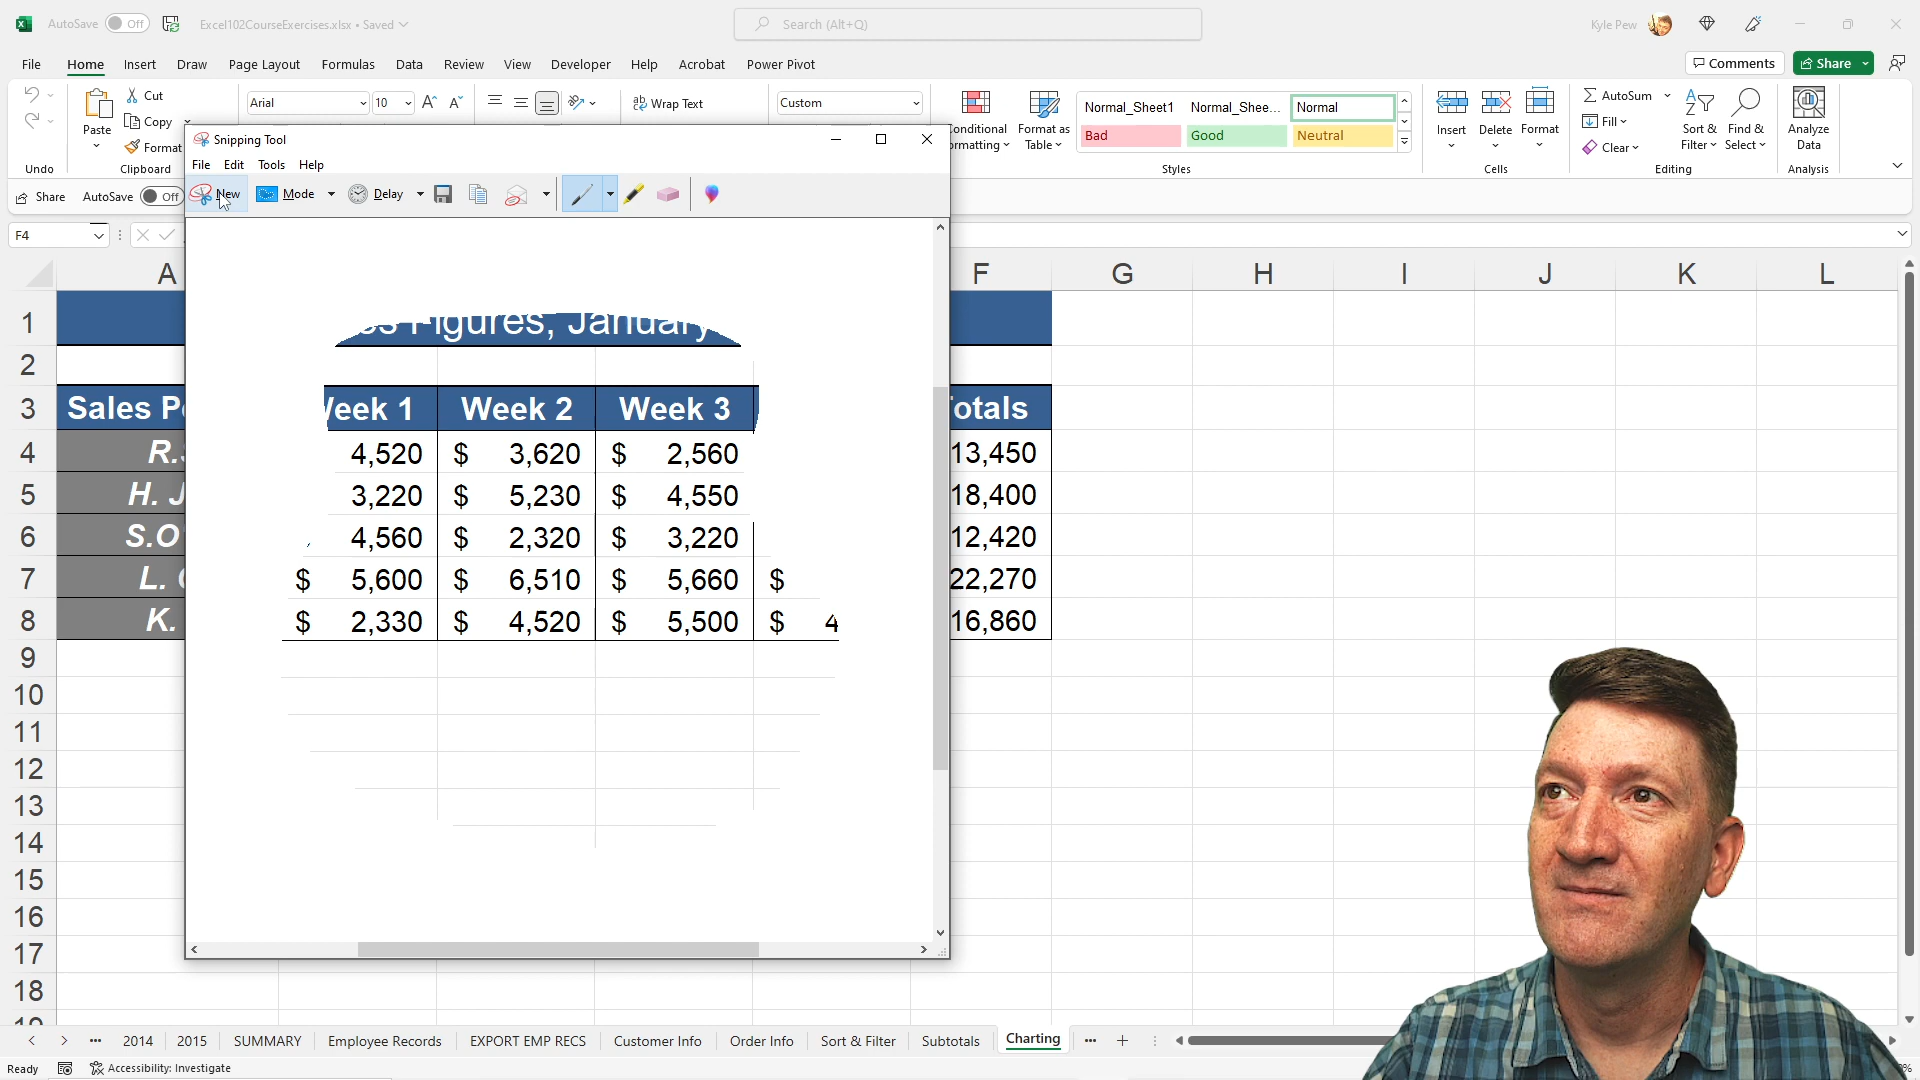 AutoSave Off Excel102CourseExercises.xlsx • Saved Search (Alt+Q) Kyle Pew
File Home Insert Draw Page Layout Formulas Data Review View Developer Help Acrobat Power Pivot Comments Share
Cut
Copy
Format
Paste
Undo Clipboard
Arial 10 Wrap Text Custom
Conditional Format as
Formatting Table
Normal_Sheet1 Normal_Shee... Normal
Bad Good Neutral
Styles
Insert Delete Format
Cells
AutoSum
Fill
Clear
Sort & Find &
Filter Select
Editing
Analyze
Data
Analysis
Share AutoSave Off
F4
Snipping Tool
File Edit Tools Help
New Mode Delay
A F G H I J K L
1
2
3
4
5
6
7
8
9
10
11
12
13
14
15
16
17
18
19
Figures, January
Week 1 Week 2 Week 3
4,520 $ 3,620 $ 2,560
3,220 $ 5,230 $ 4,550
4,560 $ 2,320 $ 3,220
$ 5,600 $ 6,510 $ 5,660 $
$ 2,330 $ 4,520 $ 5,500 $ 4
Sales P
R.
H. J
S.O
L.
K.
Totals
13,450
18,400
12,420
22,270
16,860
2014 2015 SUMMARY Employee Records EXPORT EMP RECS Customer Info Order Info Sort & Filter Subtotals Charting
Ready Accessibility: Investigate